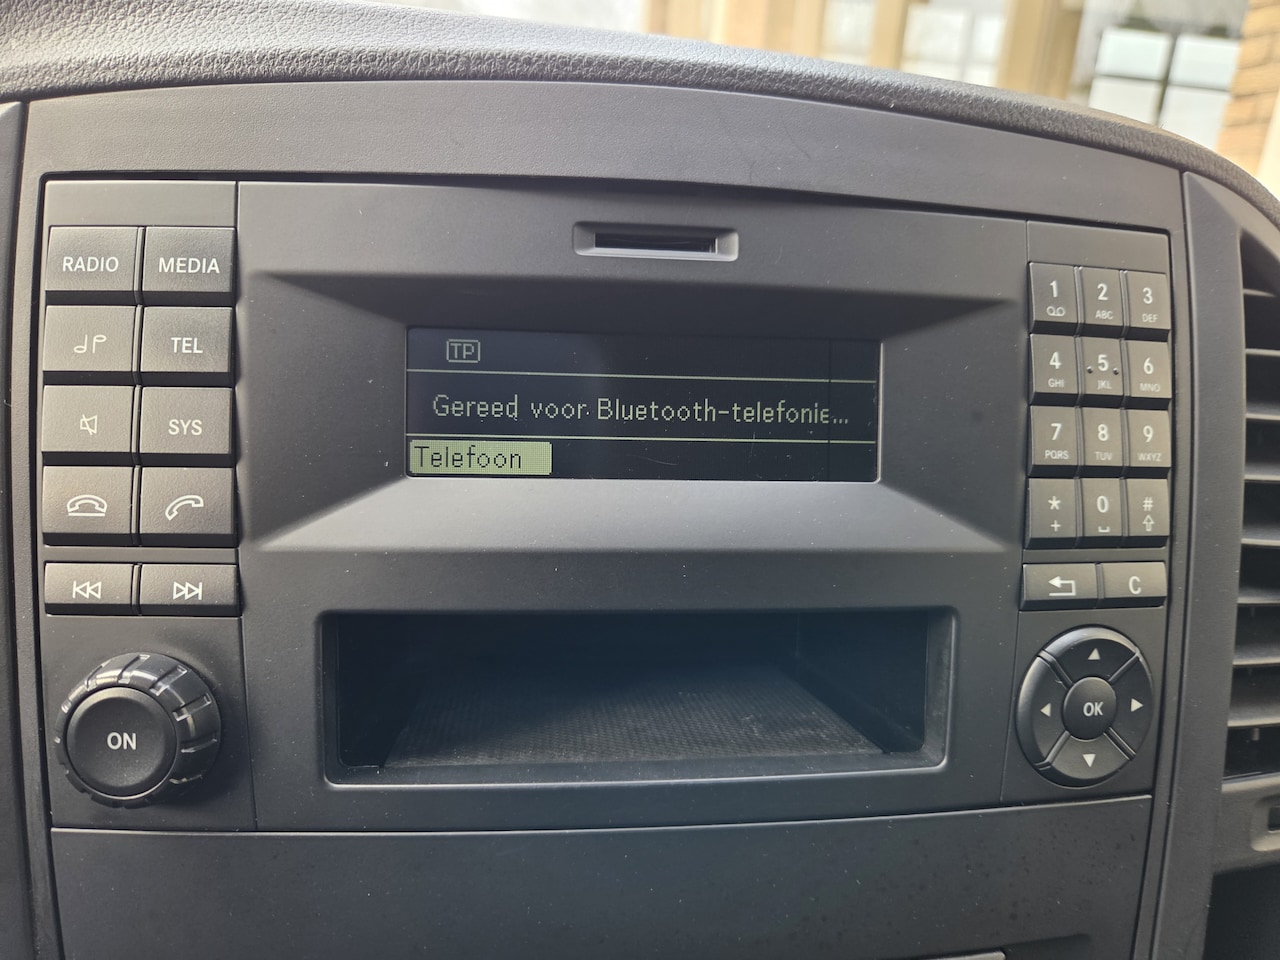 RADIO MEDIA
TEL
SYS
ON
TP
Gereed voor Bluetooth-telefonie...
Telefoon
1 2 3
ABC DEF
4 5 6
GHI JKL MNO
7 8 9
PQRS TUV WXYZ
* 0 #
+
C
OK